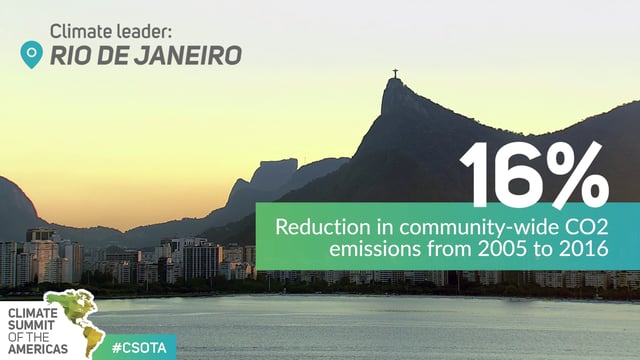 Climate leader:
RIO DE JANEIRO
16%
Reduction in community-wide CO2
emissions from 2005 to 2016
CLIMATE
SUMMIT
OF THE
AMERICAS
#CSOTA